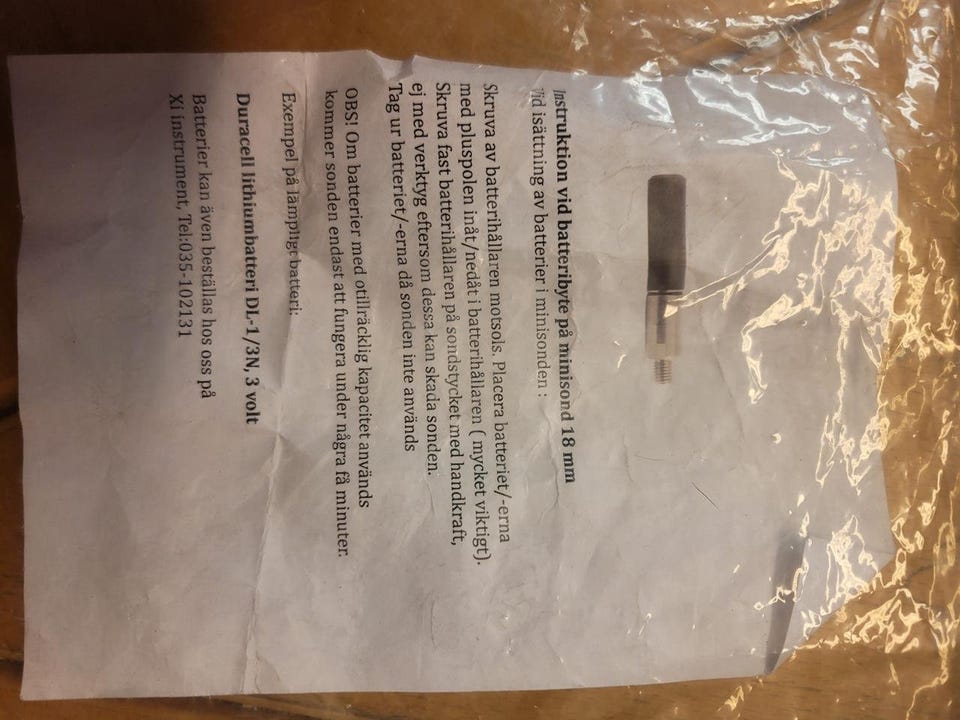 Instruktion vid batteribyte på minisond 18 mm
Vid isättning av batterier i minisonden :
Skruva av batterihållaren motsols. Placera batteriet/-erna
med pluspolen inåt/nedåt i batterihållaren ( mycket viktigt).
Skruva fast batterihållaren på sondstycket med handkraft,
ej med verktyg eftersom dessa kan skada sonden.
Tag ur batteriet/-erna då sonden inte används
OBS! Om batterier med otillräcklig kapacitet används
kommer sonden endast att fungera under några få minuter.
Exempel på lämpligt batteri:
Duracell lithiumbatteri DL-1/3N, 3 volt
Batterier kan även beställas hos oss på
Xi instrument, Tel:035-102131